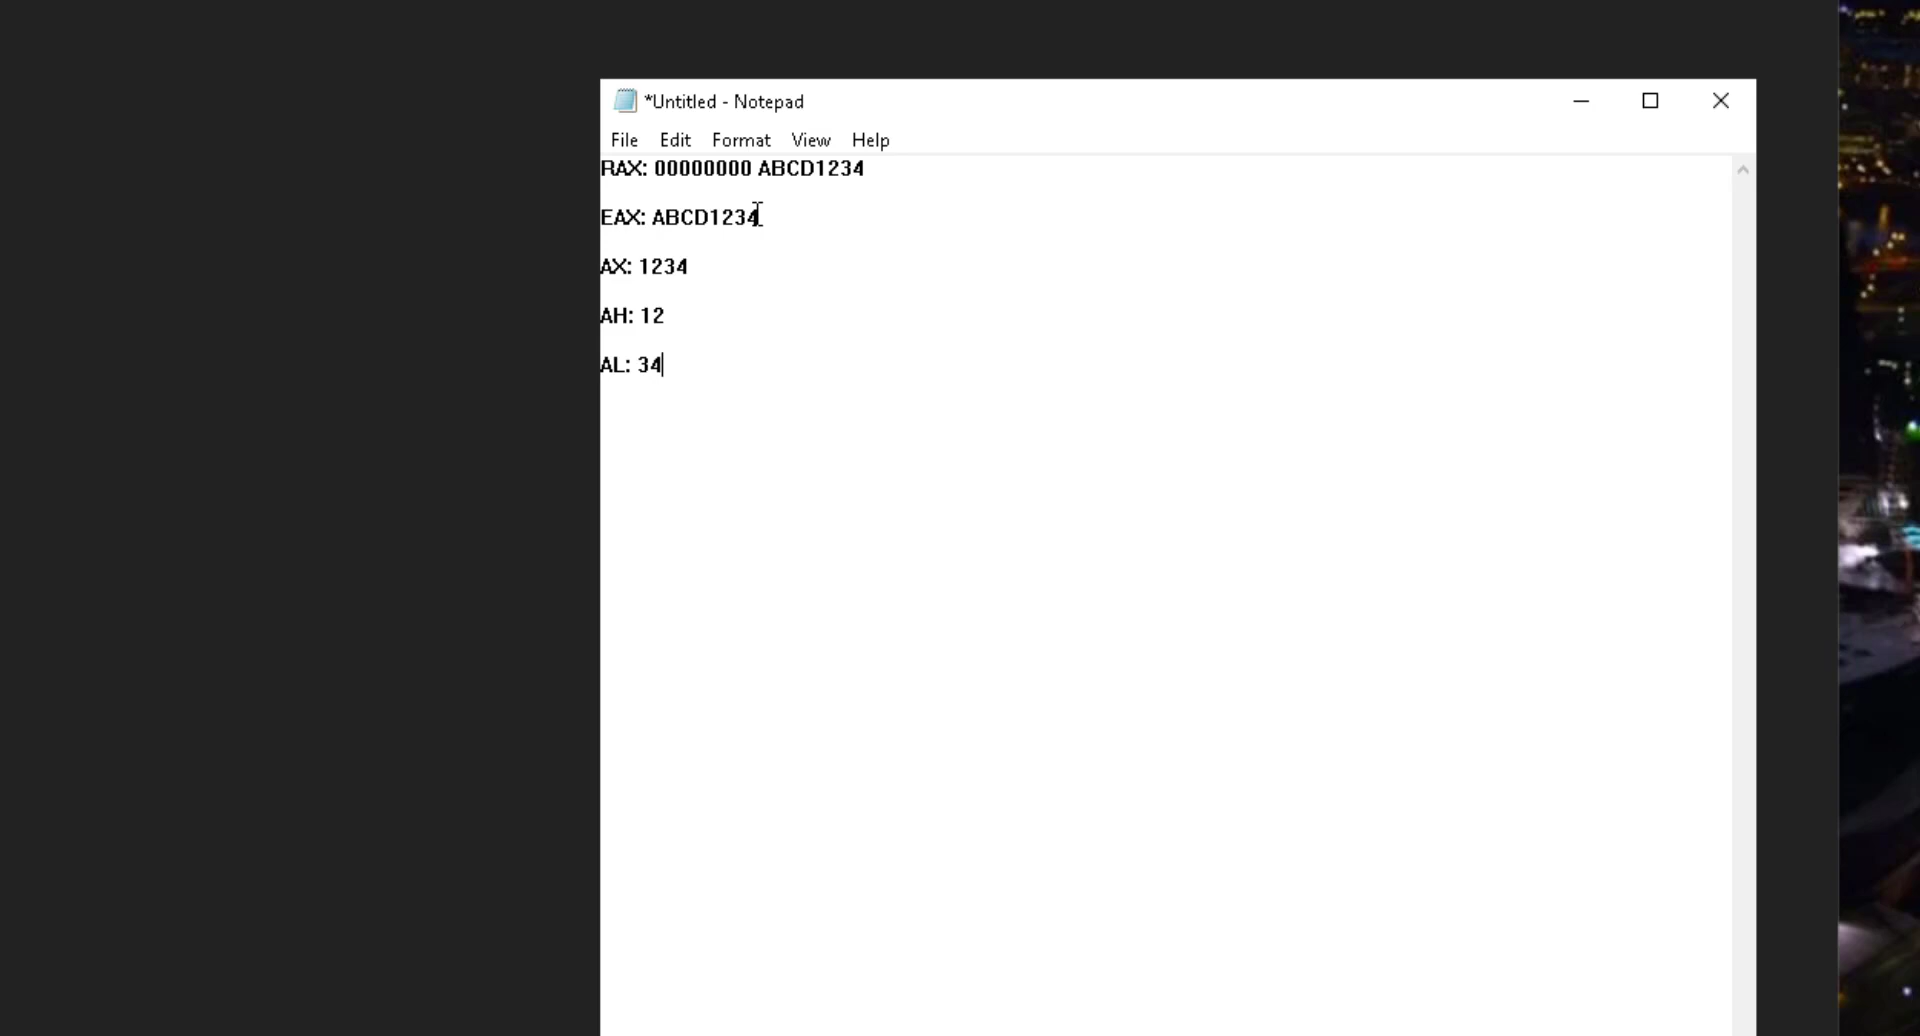 *Untitled - Notepad
File Edit Format View Help
RAX: 00000000 ABCD1234
EAX: ABCD1234
AX: 1234
AH: 12
AL: 34